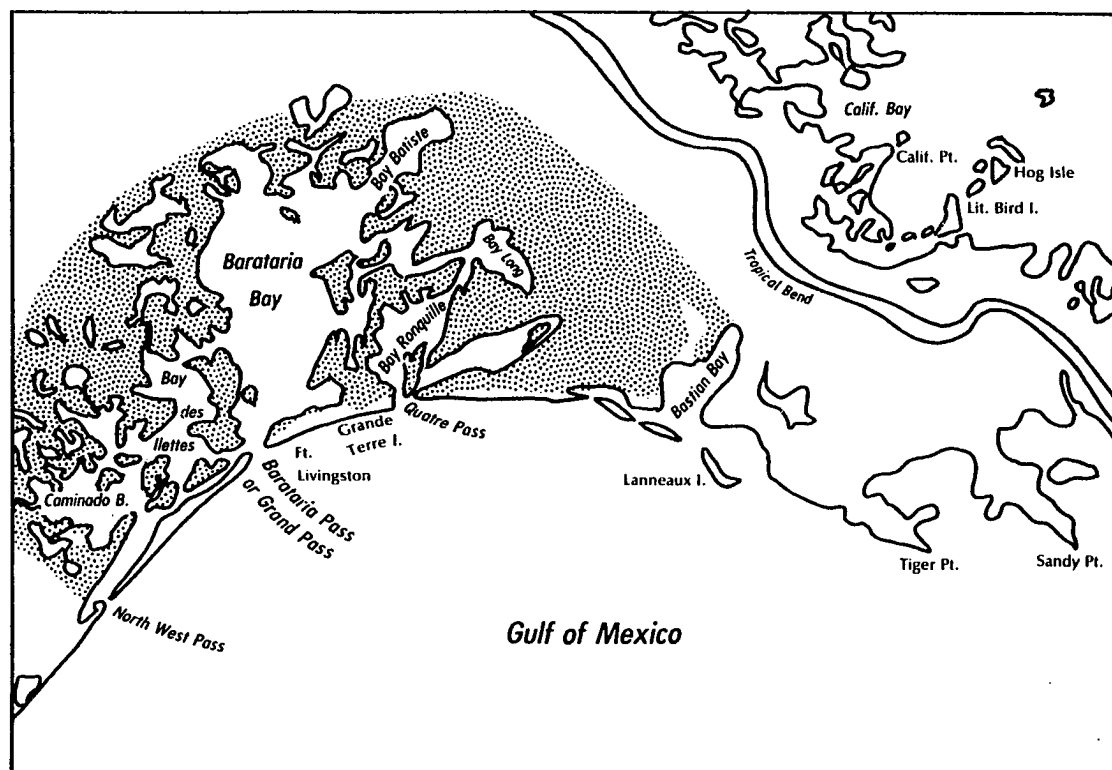 Calif. Bay
Calif. Pt.
Hog Isle
Lit. Bird I.
Bay Batiste
Bay Long
Barataria
Bay
Tropical Bend
Bay Ronquille
Bay
des
Ilettes
Bastian Bay
Quatre Pass
Grande
Terre I.
Ft.
Livingston
Barataria Pass
or Grand Pass
Lanneaux I.
Caminado B.
Tiger Pt.
Sandy Pt.
North West Pass
Gulf of Mexico